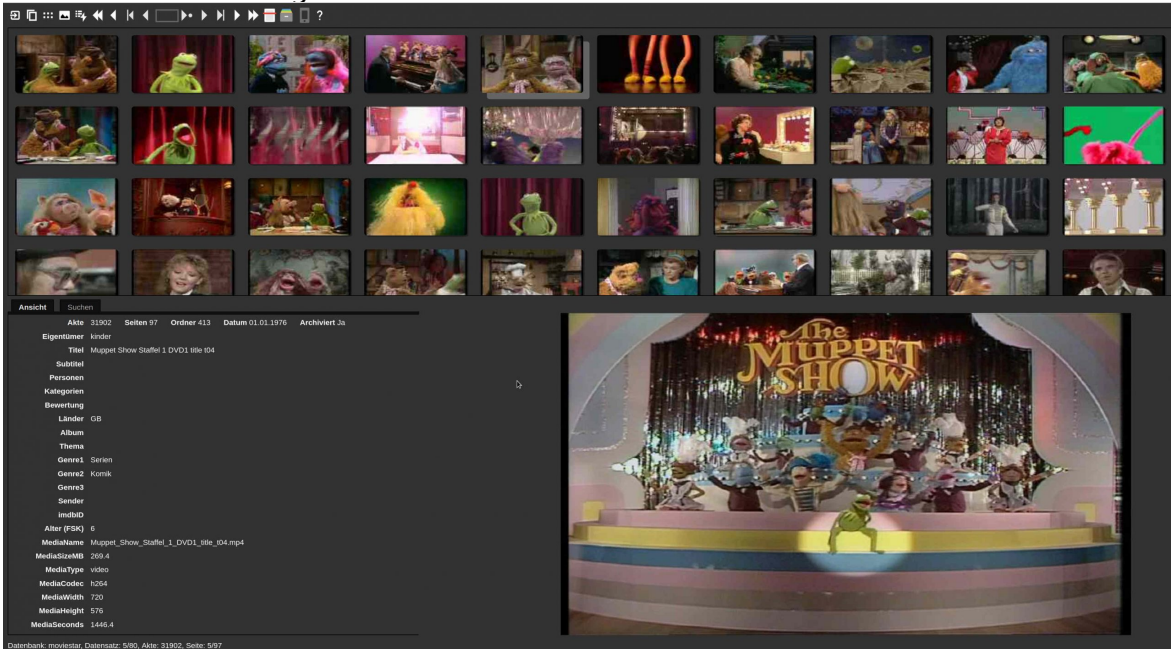 ?
Ansicht Suchen
Akte 31902 Seiten 97 Ordner 413 Datum 01.01.1976 Archiviert Ja
Eigentümer kinder
Titel Muppet Show Staffel 1 DVD1 title t04
Subtitel
Personen
Kategorien
Bewertung
Länder GB
Album
Thema
Genre1 Serien
Genre2 Komik
Genre3
Sender
imdbID
Alter (FSK) 6
MediaName Muppet_Show_Staffel_1_DVD1_title_t04.mp4
MediaSizeMB 269.4
MediaType video
MediaCodec h264
MediaWidth 720
MediaHeight 576
MediaSeconds 1446.4
The
MUPPET
SHOW
Datenbank: moviestar, Datensatz: 5/80, Akte: 31902, Seite: 5/97